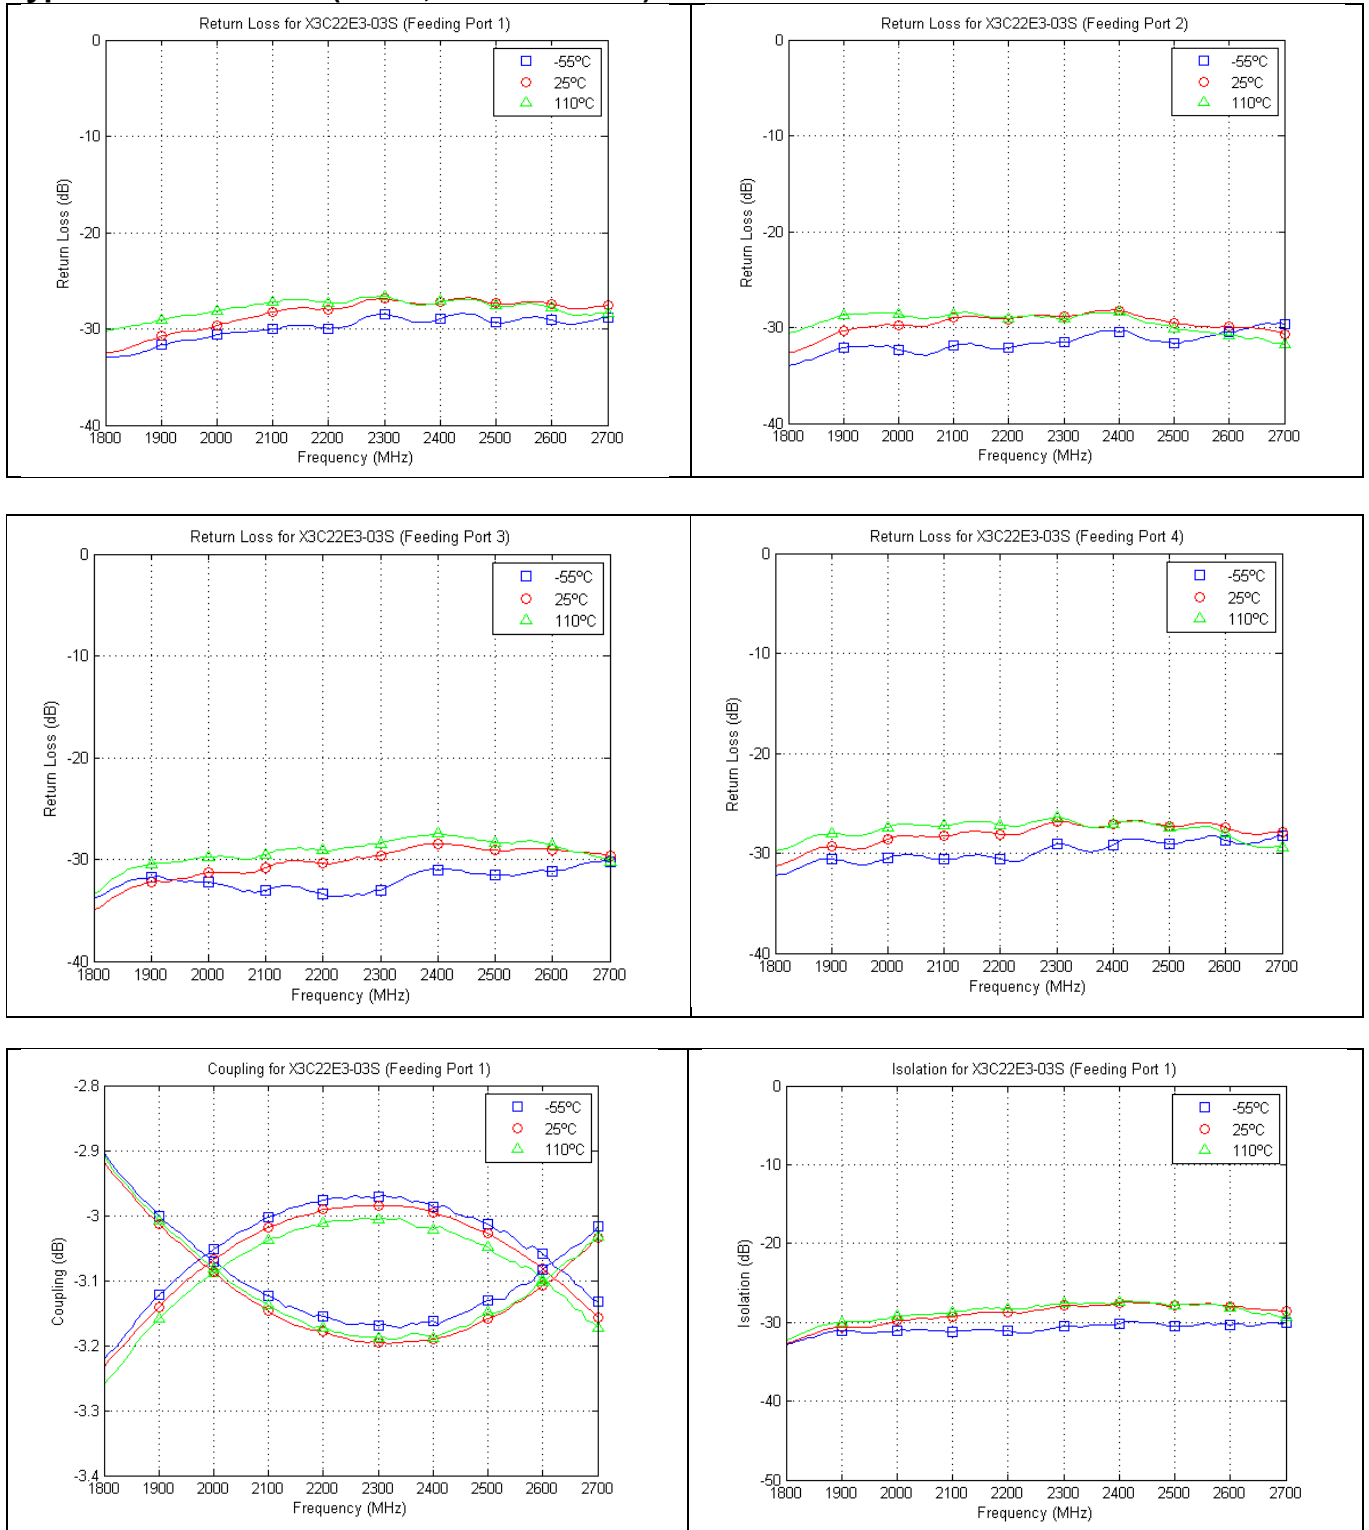 Return Loss for X3C22E3-03S (Feeding Port 1)
0
-10
-20
-30
-40
Return Loss (dB)
-55ºC
25ºC
110ºC
1800 1900 2000 2100 2200 2300 2400 2500 2600 2700
Frequency (MHz)
Return Loss for X3C22E3-03S (Feeding Port 2)
0
-10
-20
-30
-40
Return Loss (dB)
-55ºC
25ºC
110ºC
1800 1900 2000 2100 2200 2300 2400 2500 2600 2700
Frequency (MHz)
Return Loss for X3C22E3-03S (Feeding Port 3)
0
-10
-20
-30
-40
Return Loss (dB)
-55ºC
25ºC
110ºC
1800 1900 2000 2100 2200 2300 2400 2500 2600 2700
Frequency (MHz)
Return Loss for X3C22E3-03S (Feeding Port 4)
0
-10
-20
-30
-40
Return Loss (dB)
-55ºC
25ºC
110ºC
1800 1900 2000 2100 2200 2300 2400 2500 2600 2700
Frequency (MHz)
Coupling for X3C22E3-03S (Feeding Port 1)
-2.8
-2.9
-3
-3.1
-3.2
-3.3
-3.4
Coupling (dB)
-55ºC
25ºC
110ºC
1800 1900 2000 2100 2200 2300 2400 2500 2600 2700
Frequency (MHz)
Isolation for X3C22E3-03S (Feeding Port 1)
0
-10
-20
-30
-40
-50
Isolation (dB)
-55ºC
25ºC
110ºC
1800 1900 2000 2100 2200 2300 2400 2500 2600 2700
Frequency (MHz)